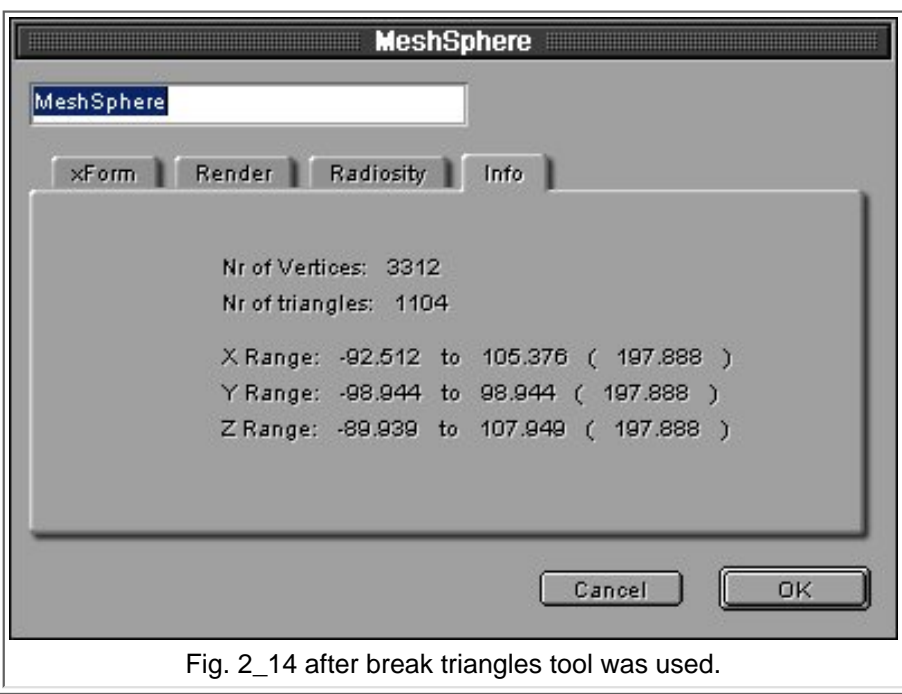 MeshSphere
MeshSphere
xForm Render Radiosity Info
Nr of Vertices: 3312
Nr of triangles: 1104
X Range: -92.512 to 105.376 ( 197.888 )
Y Range: -98.944 to 98.944 ( 197.888 )
Z Range: -89.939 to 107.949 ( 197.888 )
Cancel OK
Fig. 2_14 after break triangles tool was used.